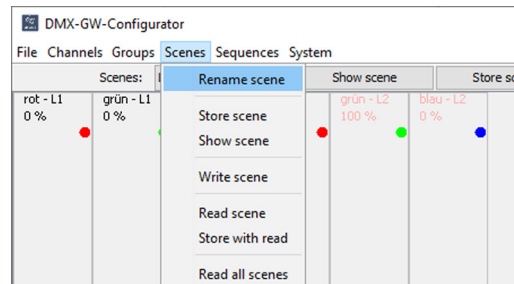 DMX-GW-Configurator
File Channels Groups Scenes Sequences System
Scenes: Show scene Store
rot - L1 grün - L1 grün - L2 blau - L2
0 % 0 % 100 % 0 %
Rename scene
Store scene
Show scene
Write scene
Read scene
Store with read
Read all scenes